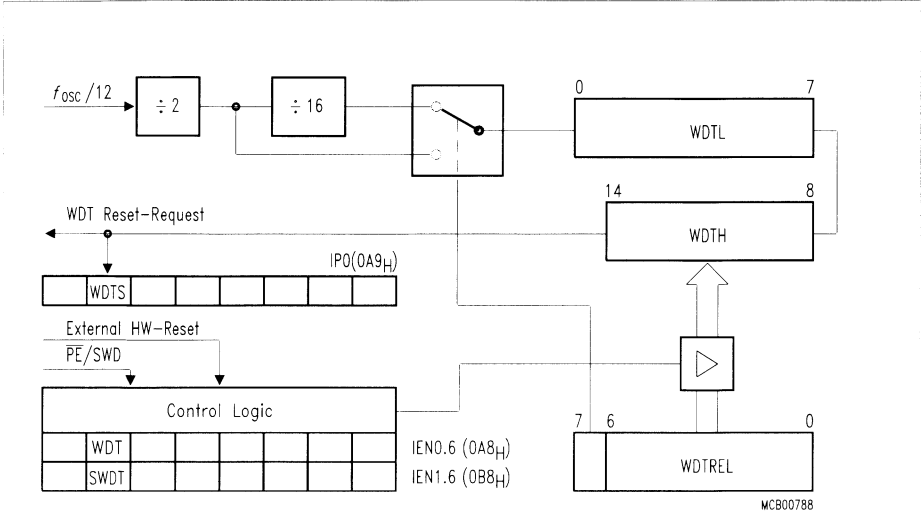 fOSC/12
÷ 2
÷ 16
0 7
WDTL
14 8
WDTH
WDT Reset-Request
IP0(0A9H)
WDTS
External HW-Reset
PE/SWD
Control Logic
WDT
IEN0.6 (0A8H)
SWDT
IEN1.6 (0B8H)
7 6 0
WDTREL
MCB00788